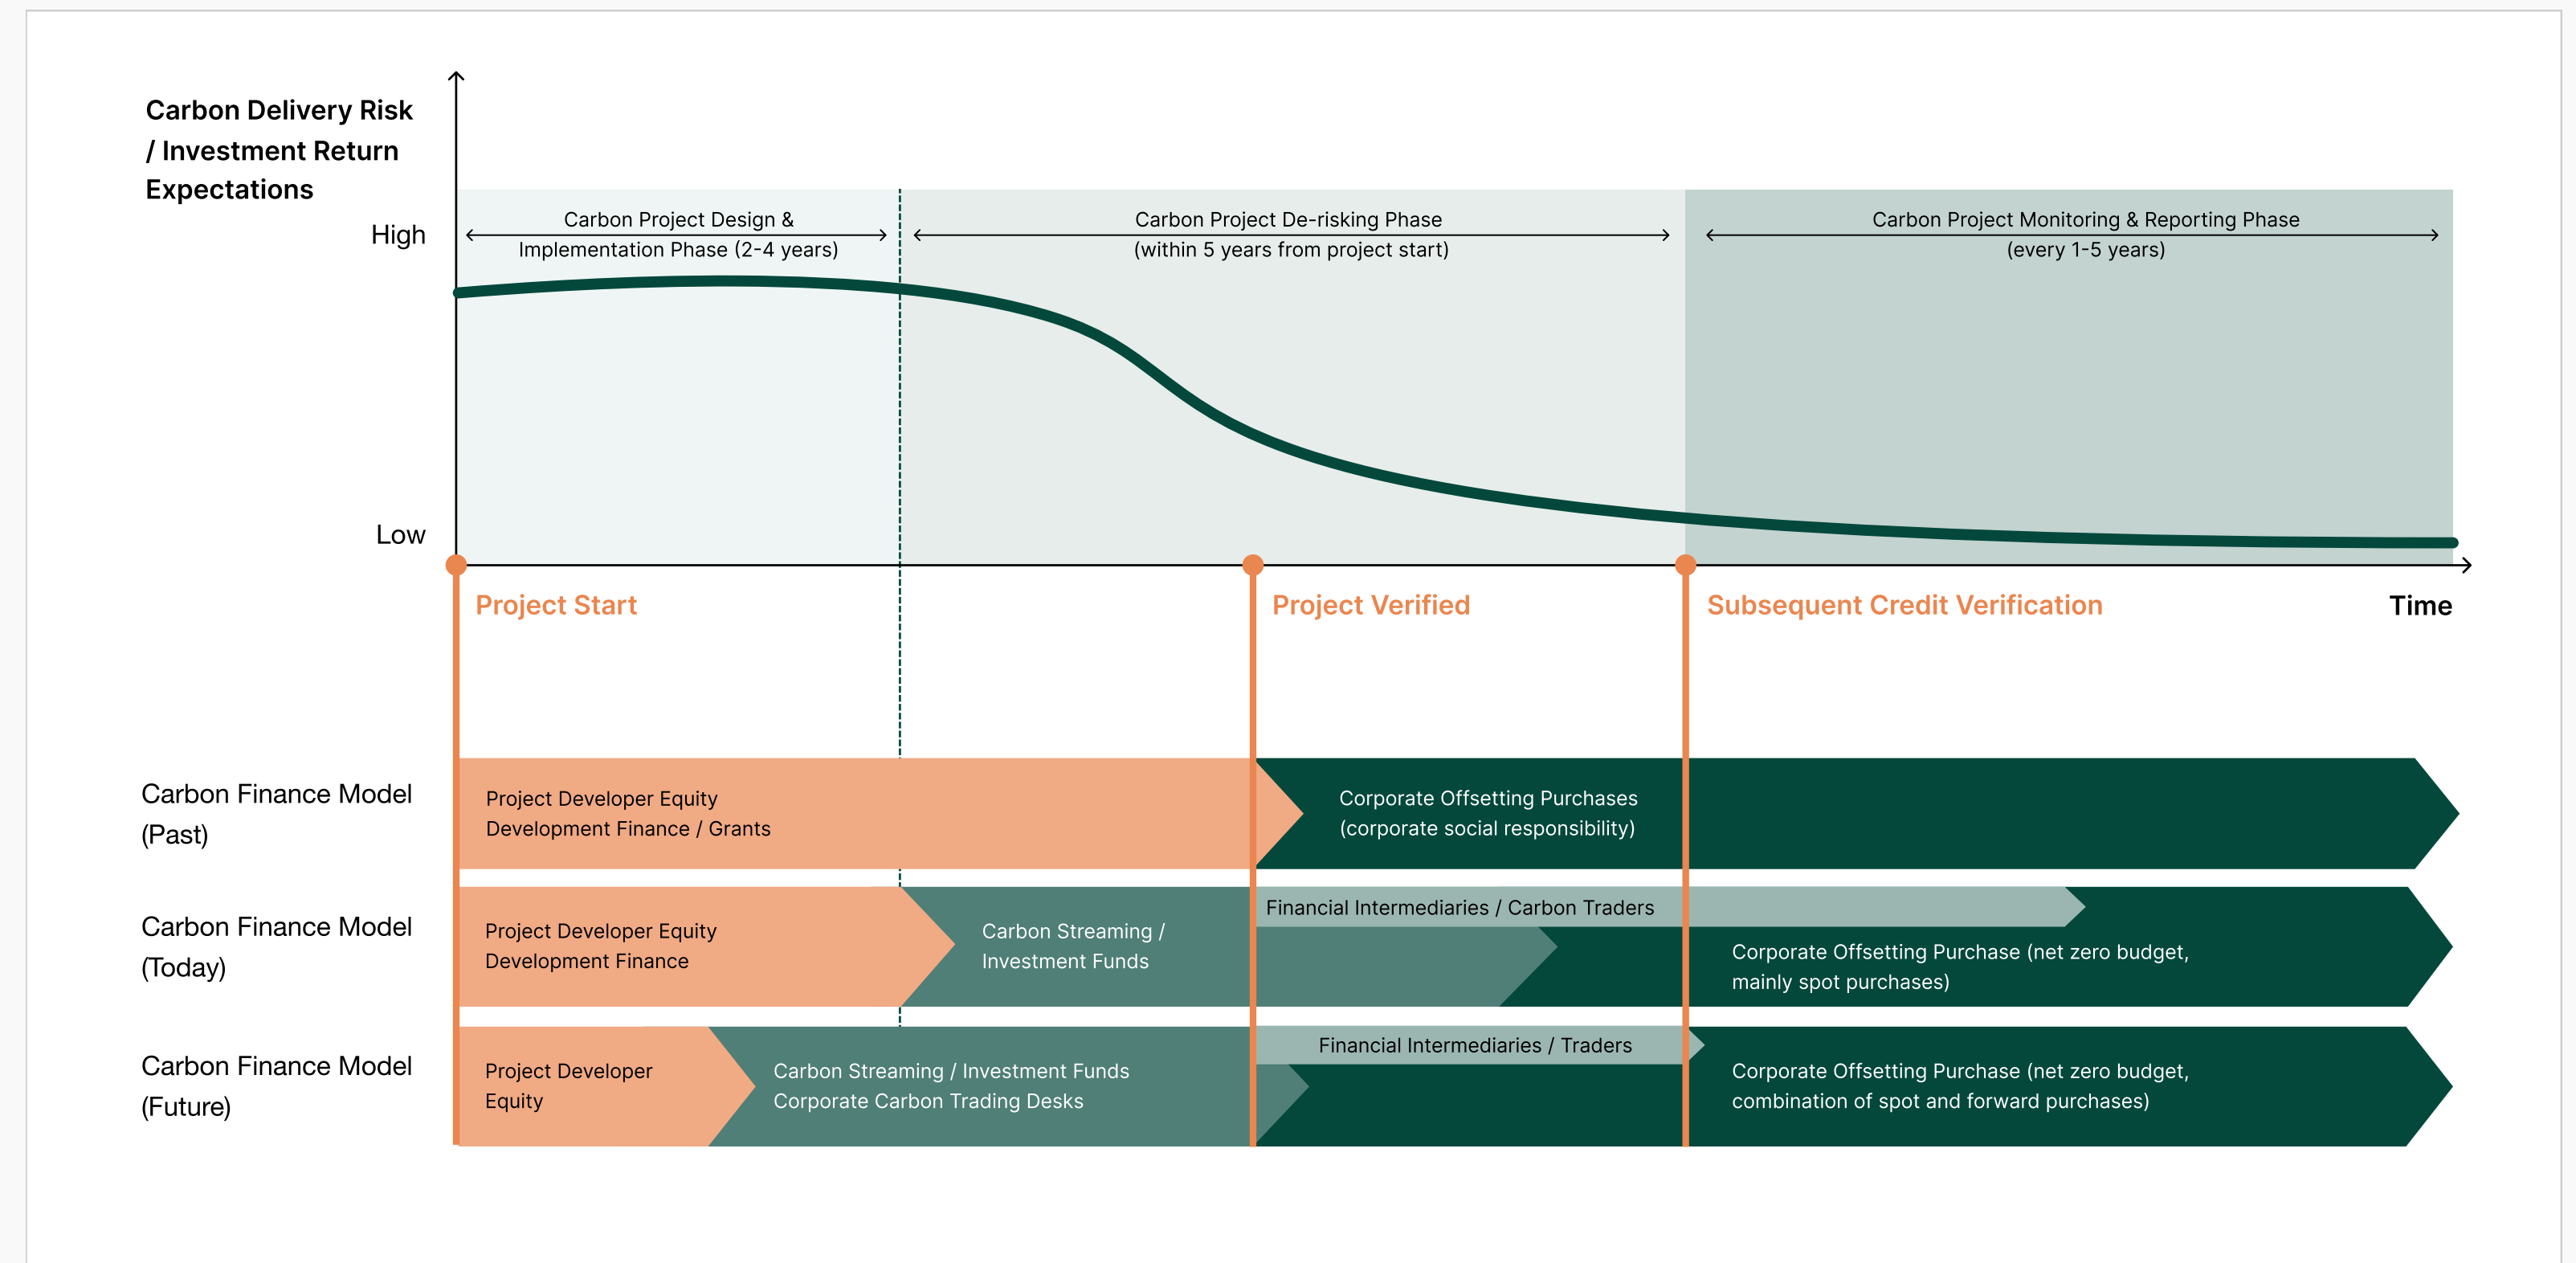 Carbon Delivery Risk
/ Investment Return
Expectations
High
Carbon Project Design &
Implementation Phase (2-4 years)
Carbon Project De-risking Phase
(within 5 years from project start)
Carbon Project Monitoring & Reporting Phase
(every 1-5 years)
Low
Project Start
Project Verified
Subsequent Credit Verification
Time
Carbon Finance Model
(Past)
Project Developer Equity
Development Finance / Grants
Corporate Offsetting Purchases
(corporate social responsibility)
Carbon Finance Model
(Today)
Project Developer Equity
Development Finance
Carbon Streaming /
Investment Funds
Financial Intermediaries / Carbon Traders
Corporate Offsetting Purchase (net zero budget,
mainly spot purchases)
Carbon Finance Model
(Future)
Project Developer
Equity
Carbon Streaming / Investment Funds
Corporate Carbon Trading Desks
Financial Intermediaries / Traders
Corporate Offsetting Purchase (net zero budget,
combination of spot and forward purchases)